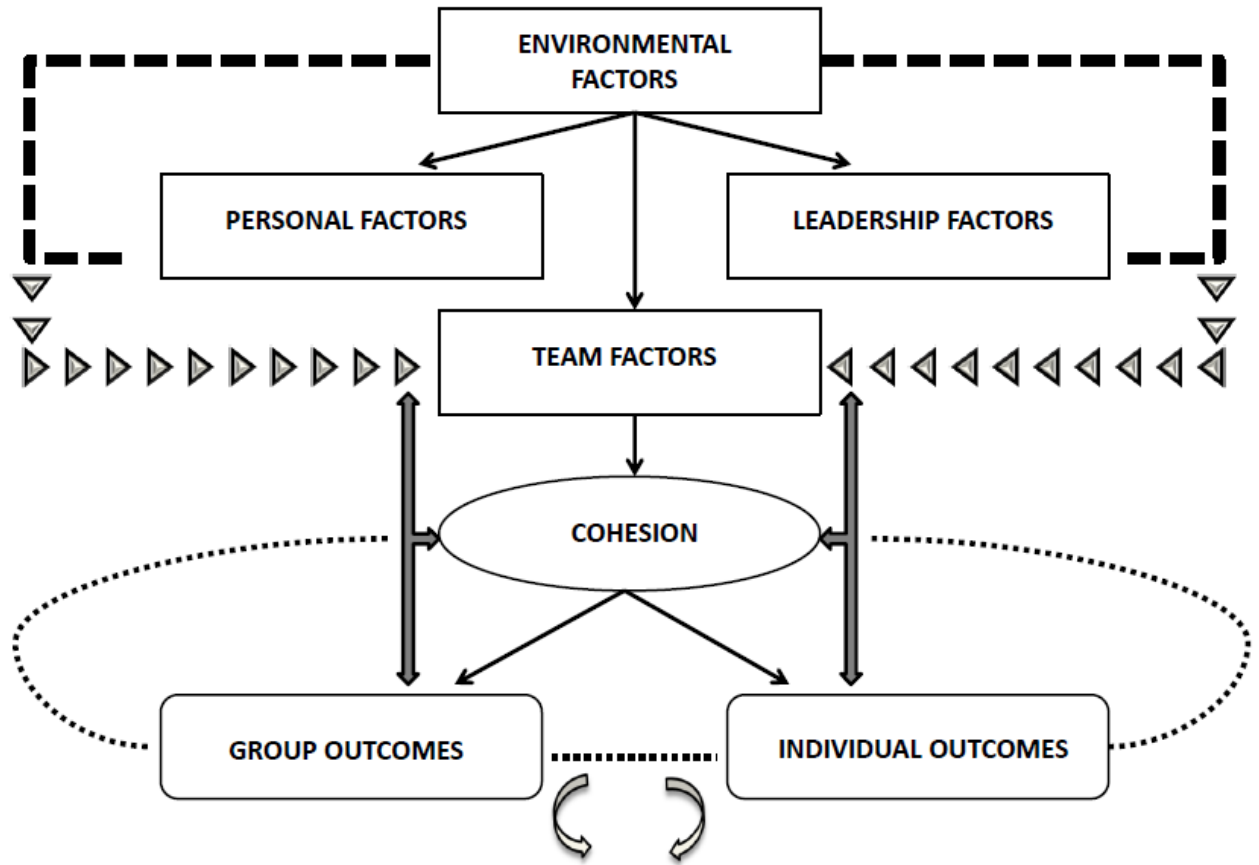 ENVIRONMENTAL
FACTORS
PERSONAL FACTORS
LEADERSHIP FACTORS
TEAM FACTORS
COHESION
GROUP OUTCOMES
INDIVIDUAL OUTCOMES